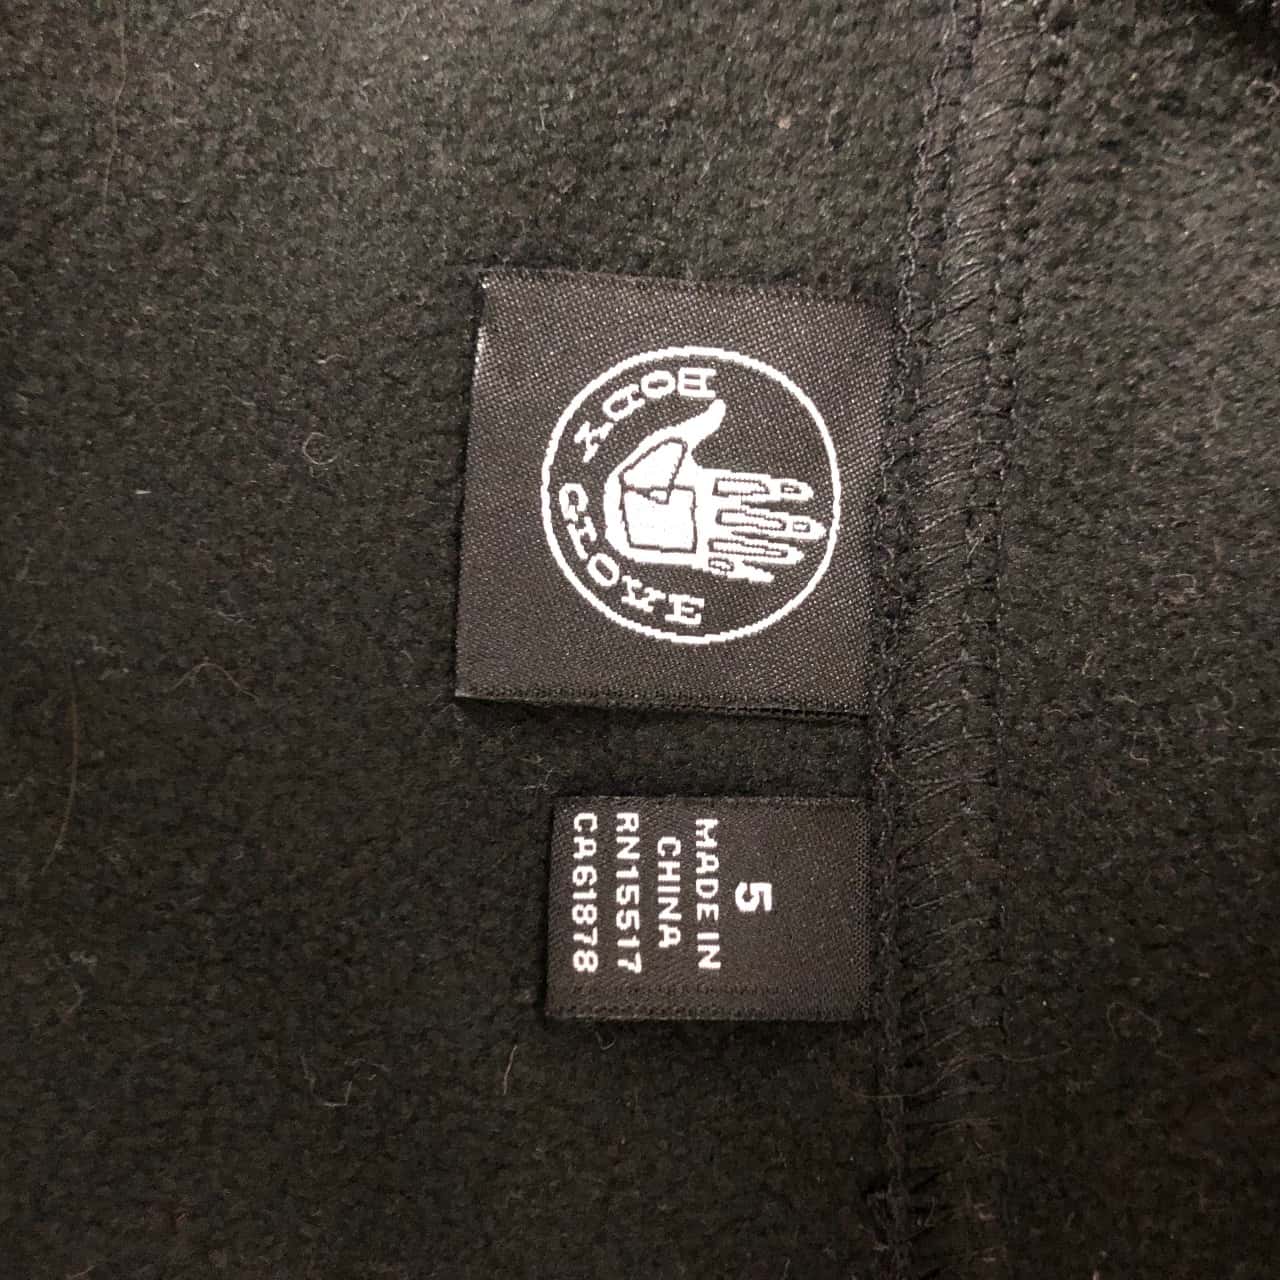 BODY GLOVE
5
MADE IN
CHINA
RN15517
CA61878